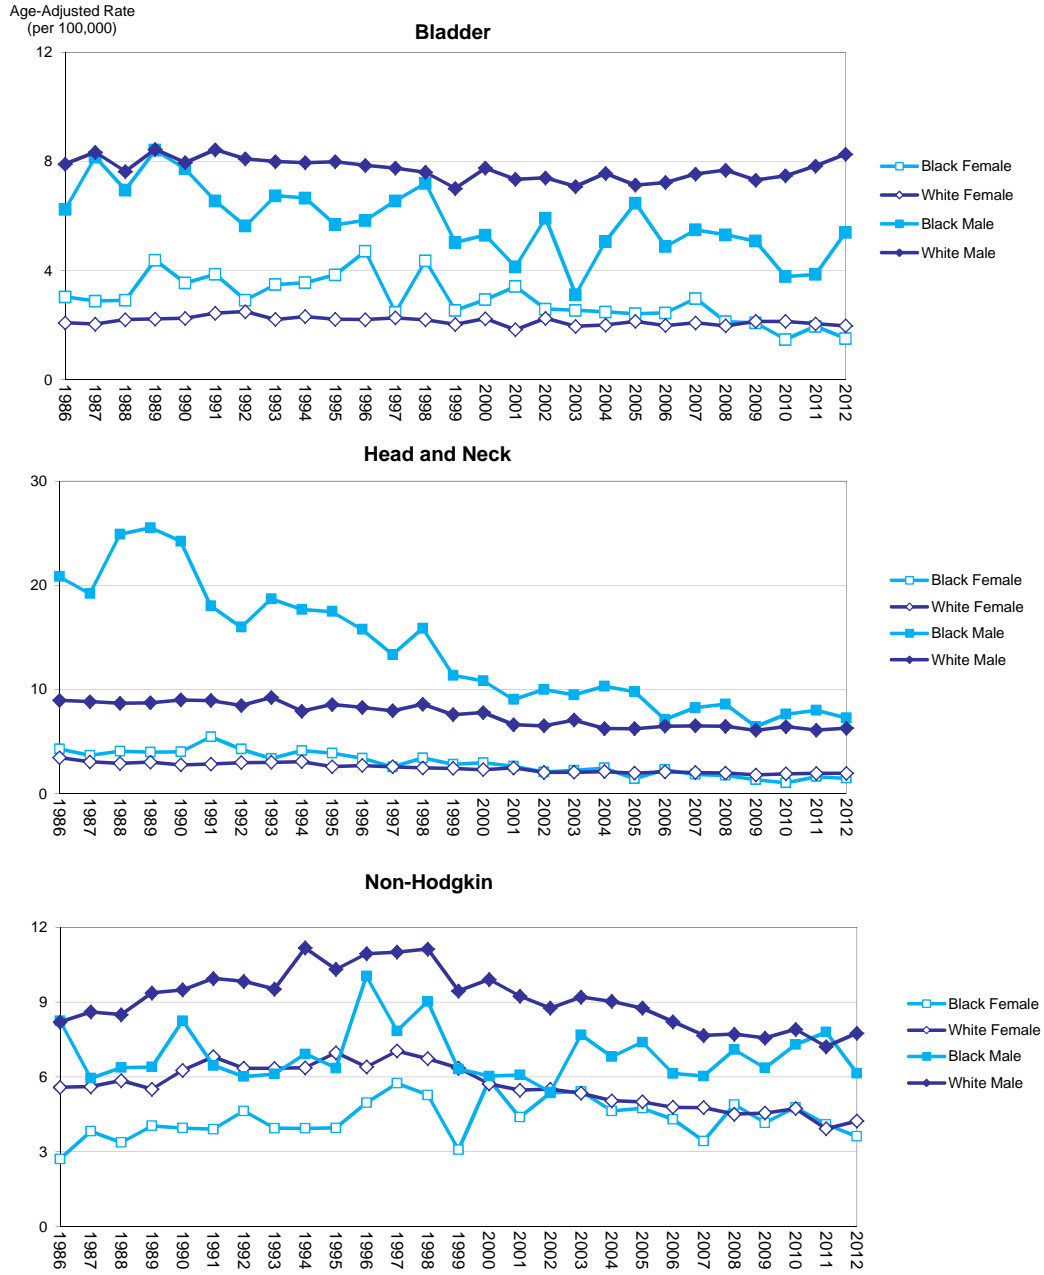 Age-Adjusted Rate
(per 100,000)
Bladder
12
8
4
0
1986 1987 1988 1989 1990 1991 1992 1993 1994 1995 1996 1997 1998 1999 2000 2001 2002 2003 2004 2005 2006 2007 2008 2009 2010 2011 2012
Black Female
White Female
Black Male
White Male
Head and Neck
30
20
10
0
1986 1987 1988 1989 1990 1991 1992 1993 1994 1995 1996 1997 1998 1999 2000 2001 2002 2003 2004 2005 2006 2007 2008 2009 2010 2011 2012
Black Female
White Female
Black Male
White Male
Non-Hodgkin
12
9
6
3
0
1986 1987 1988 1989 1990 1991 1992 1993 1994 1995 1996 1997 1998 1999 2000 2001 2002 2003 2004 2005 2006 2007 2008 2009 2010 2011 2012
Black Female
White Female
Black Male
White Male